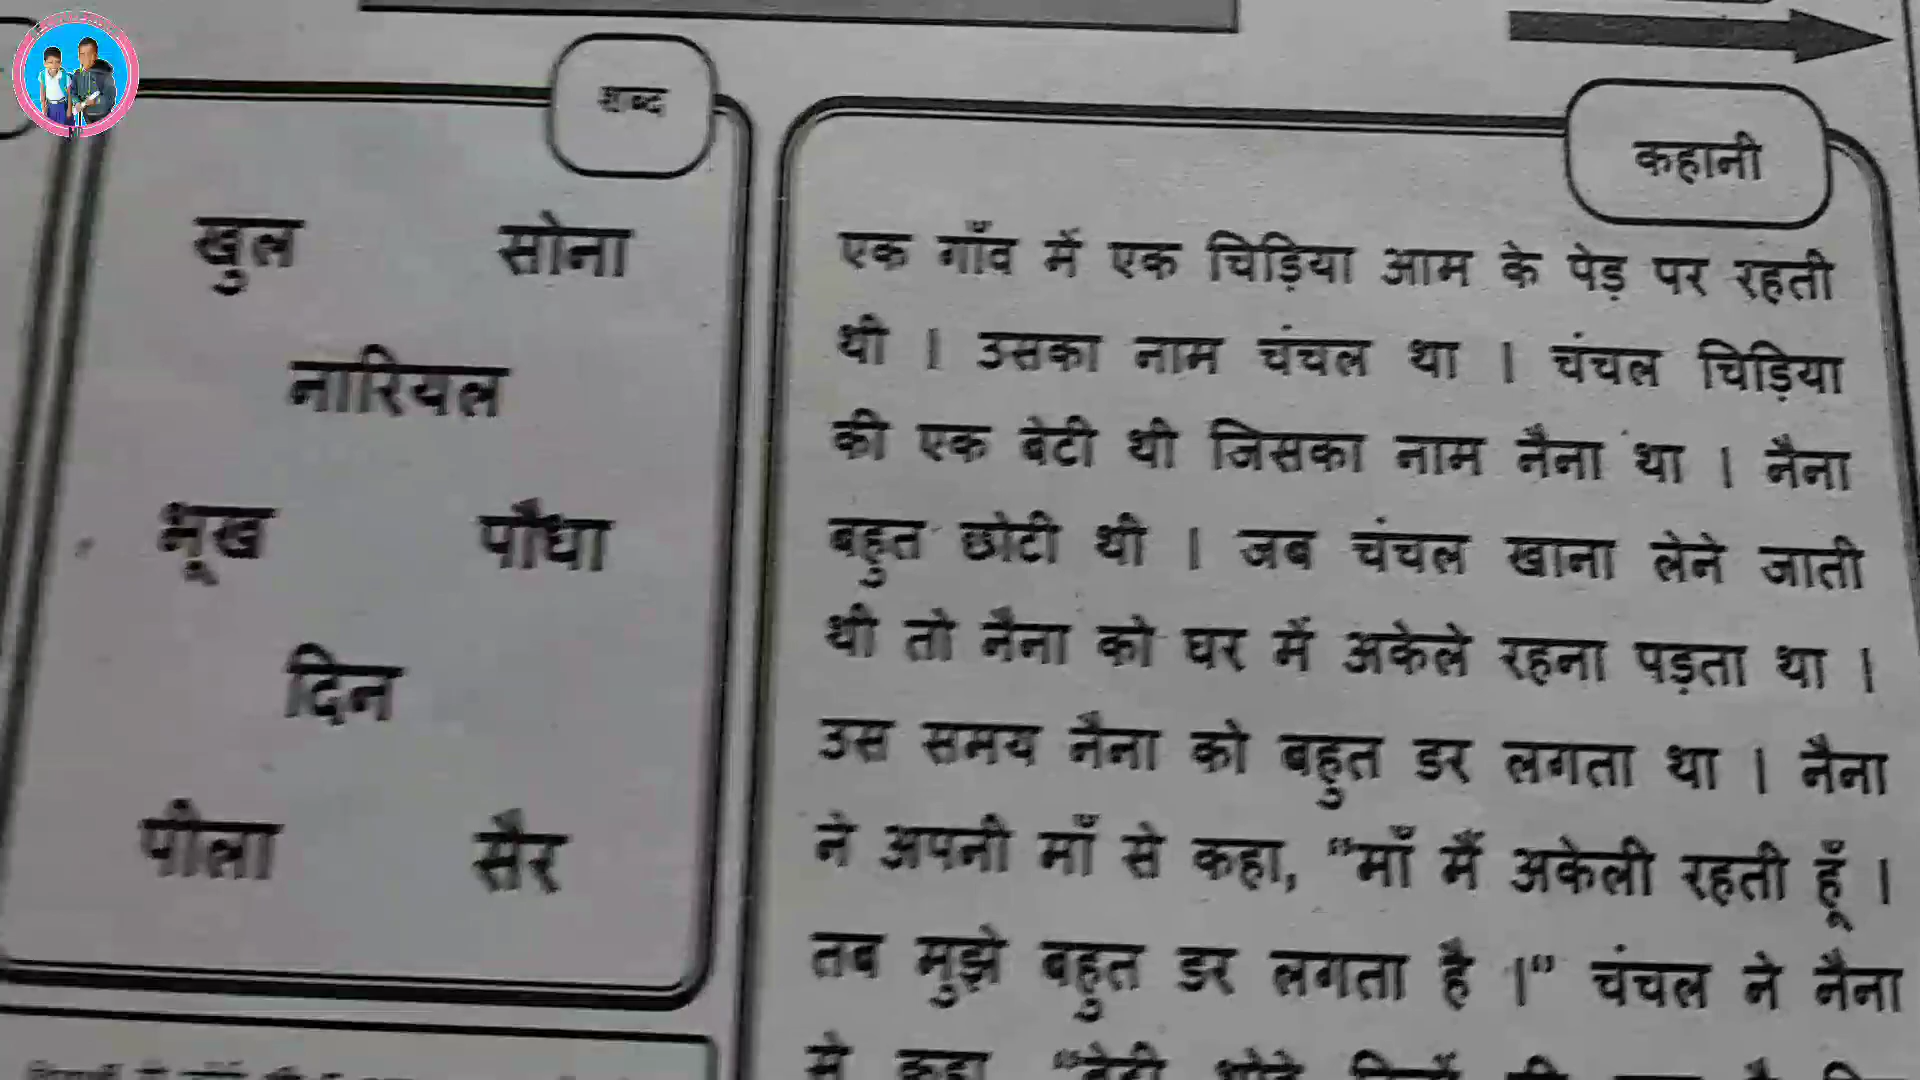 शब्द
खुल सोना
नारियल
भूख पौधा
दिन
पीला सैर
कहानी
एक गाँव में एक चिड़िया आम के पेड़ पर रहती
थी । उसका नाम चंचल था । चंचल चिड़िया
की एक बेटी थी जिसका नाम नैना था । नैना
बहुत छोटी थी । जब चंचल खाना लेने जाती
थी तो नैना को घर में अकेले रहना पड़ता था ।
उस समय नैना को बहुत डर लगता था । नैना
ने अपनी माँ से कहा, "माँ मैं अकेली रहती हूँ ।
तब मुझे बहुत डर लगता है ।" चंचल ने नैना
से कहा